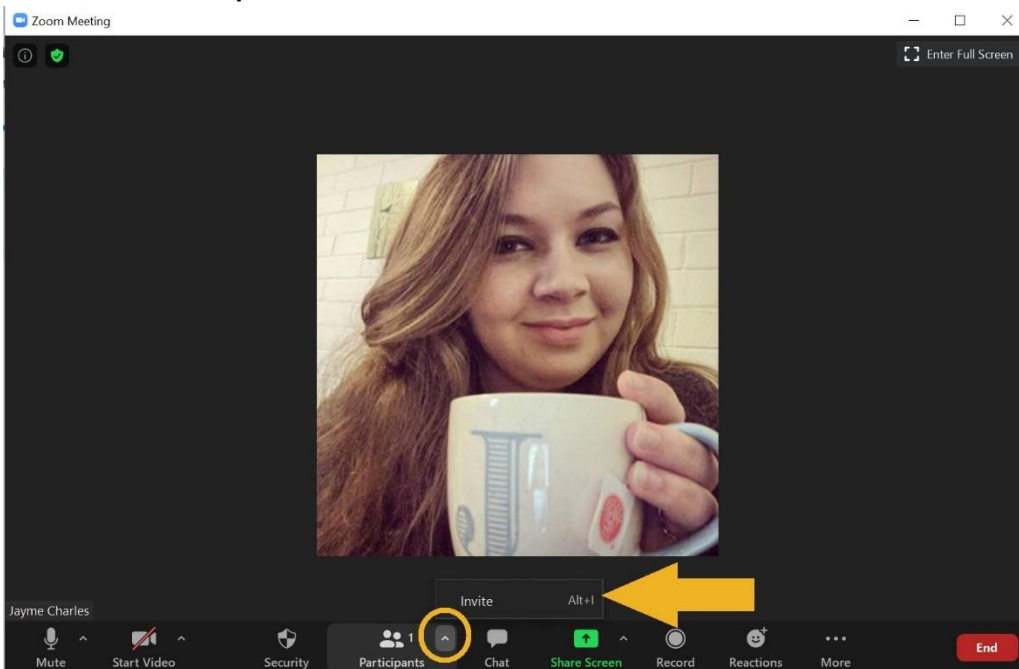 Zoom Meeting
Enter Full Screen
J
Invite Alt+I
Jayme Charles
1
Mute Start Video Security Participants Chat Share Screen Record Reactions More End